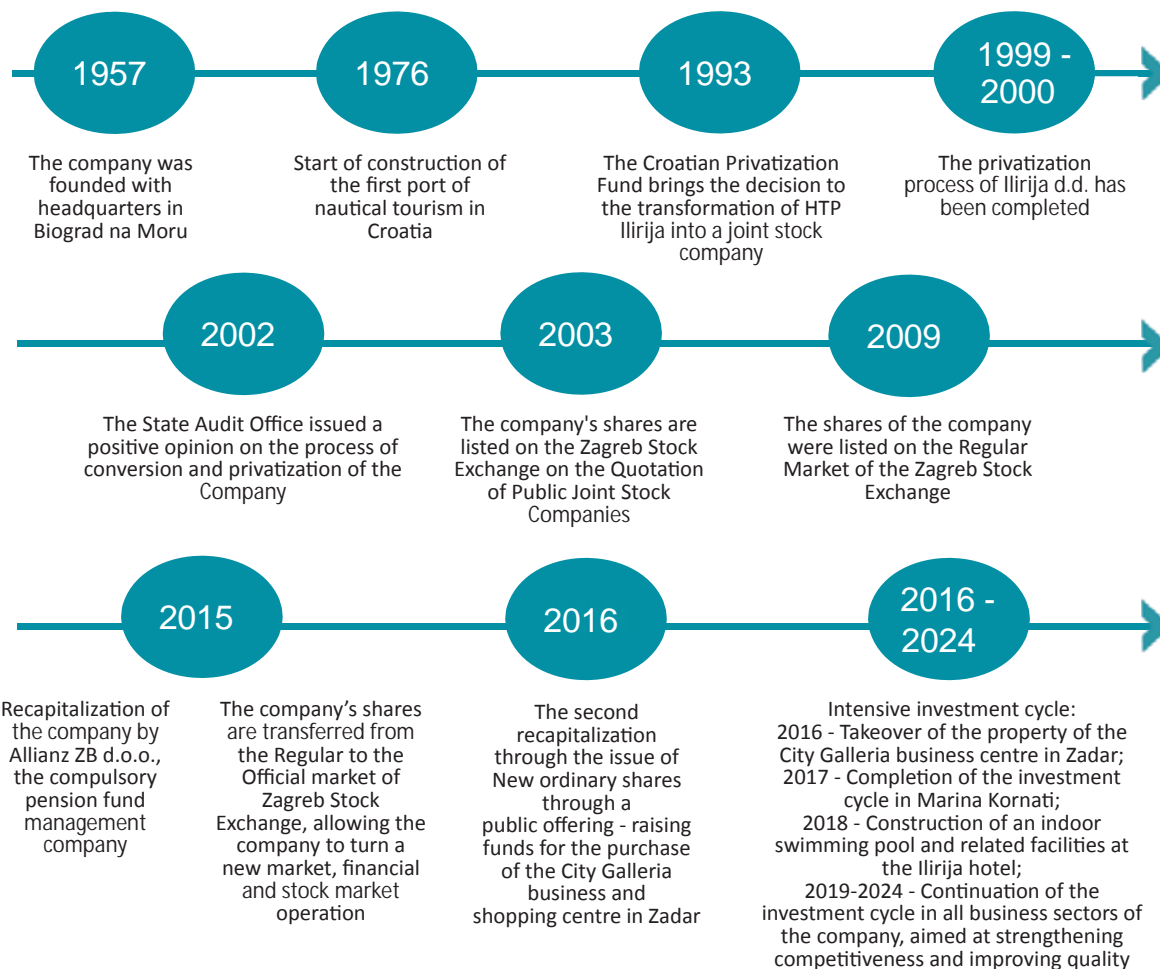 1957
The company was
founded with
headquarters in
Biograd na Moru
1976
Start of construction of
the first port of
nautical tourism in
Croatia
1993
The Croatian Privatization
Fund brings the decision to
the transformation of HTP
Ilirija into a joint stock
company
1999 -
2000
The privatization
process of Ilirija d.d. has
been completed
2002
The State Audit Office issued a
positive opinion on the process of
conversion and privatization of the
Company
2003
The company's shares are
listed on the Zagreb Stock
Exchange on the Quotation
of Public Joint Stock
Companies
2009
The shares of the company
were listed on the Regular
Market of the Zagreb Stock
Exchange
2015
Recapitalization of
the company by
Allianz ZB d.o.o.,
the compulsory
pension fund
management
company
The company’s shares
are transferred from
the Regular to the
Official market of
Zagreb Stock
Exchange, allowing the
company to turn a
new market, financial
and stock market
operation
2016
The second
recapitalization
through the issue of
New ordinary shares
through a
public offering - raising
funds for the purchase
of the City Galleria
business and
shopping centre in Zadar
2016 -
2024
Intensive investment cycle:
2016 - Takeover of the property of the
City Galleria business centre in Zadar;
2017 - Completion of the investment
cycle in Marina Kornati;
2018 - Construction of an indoor
swimming pool and related facilities at
the Ilirija hotel;
2019-2024 - Continuation of the
investment cycle in all business sectors of
the company, aimed at strengthening
competitiveness and improving quality